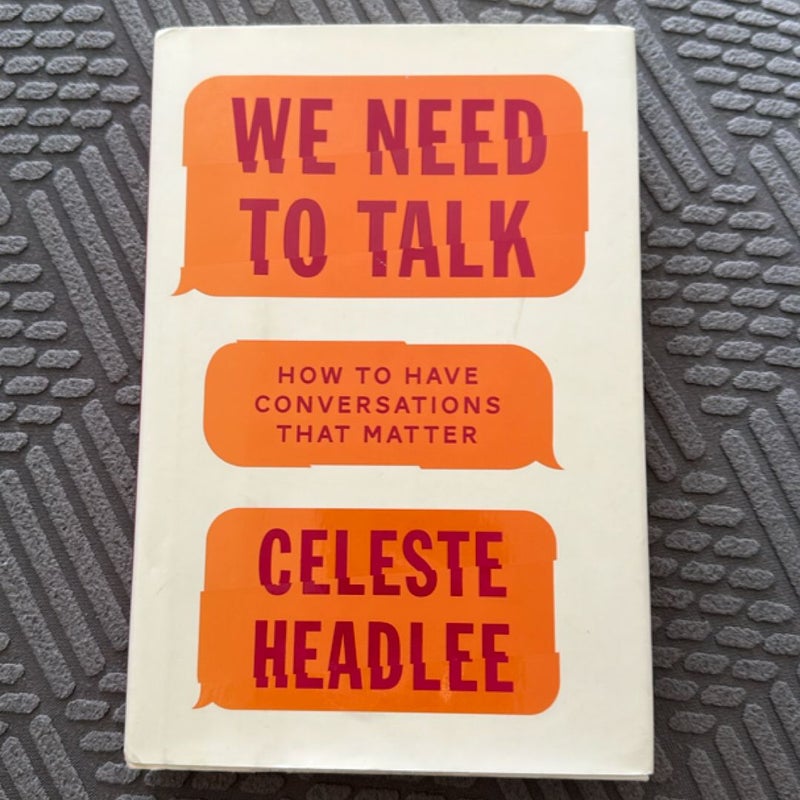 WE NEED
TO TALK
HOW TO HAVE
CONVERSATIONS
THAT MATTER
CELESTE
HEADLEE